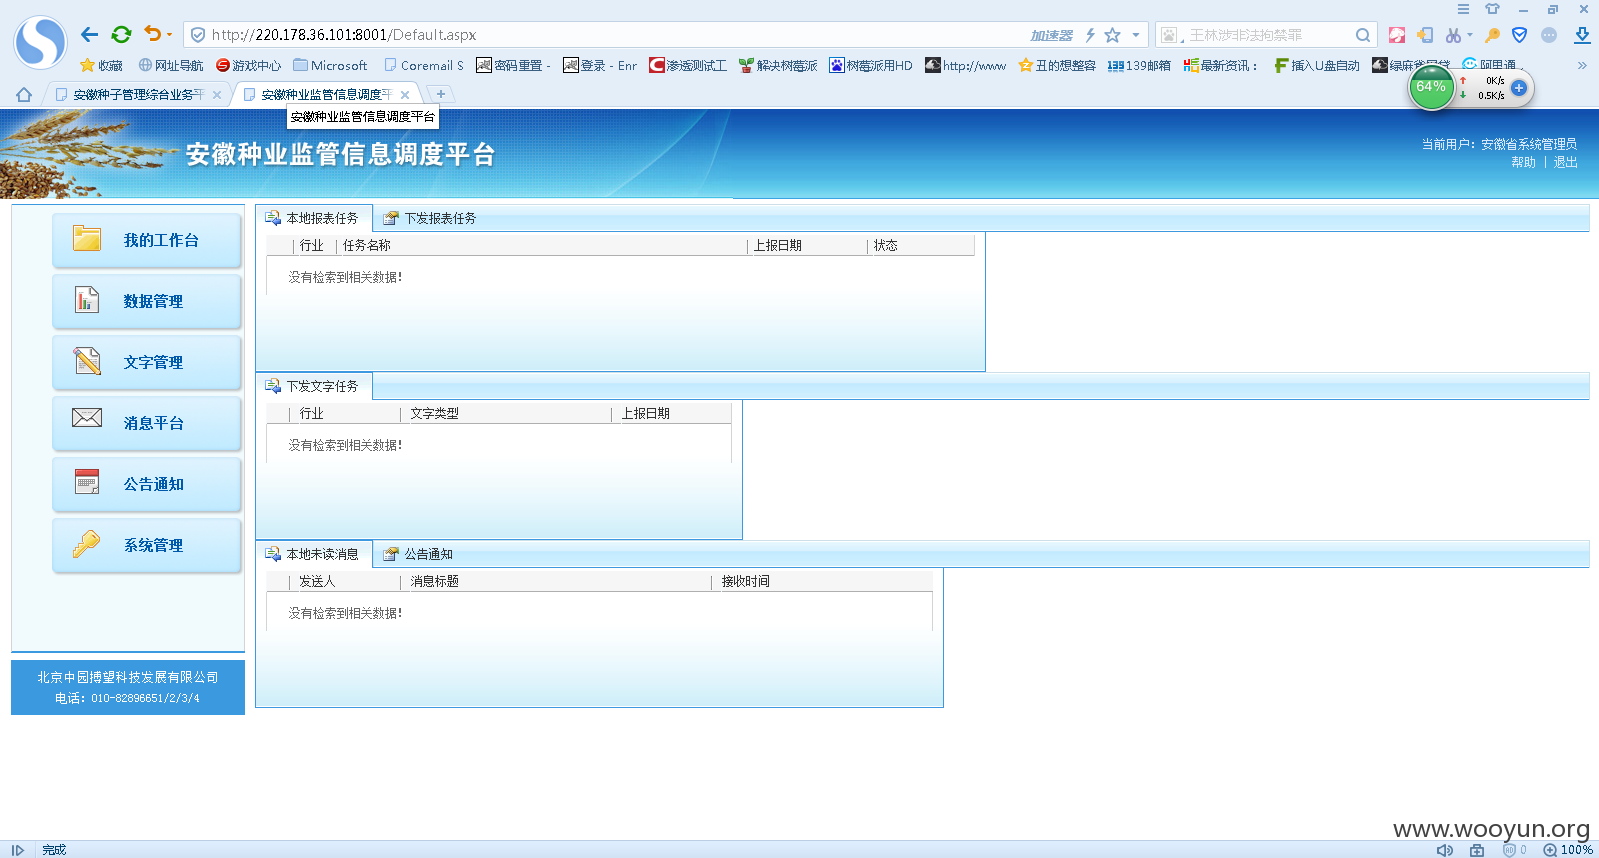 http://220.178.36.101:8001/Default.aspx
加速器
王林涉非法拘禁罪
收藏 网址导航 游戏中心 Microsoft Coremail S 密码重置 - 登录 - Enr 渗透测试工 解决树莓派 树莓派用HD http://www 丑的想整容 139邮箱 最新资讯: 插入U盘自动
安徽种子管理综合业务平
安徽种业监管信息调度平
64%
0K/s
0.5K/s
安徽种业监管信息调度平台
安徽种业监管信息调度平台
当前用户: 安徽省系统管理员
帮助 | 退出
我的工作台
数据管理
文字管理
消息平台
公告通知
系统管理
北京中园搏望科技发展有限公司
电话: 010-82896651/2/3/4
本地报表任务 下发报表任务
行业 任务名称 上报日期 状态
没有检索到相关数据!
下发文字任务
行业 文字类型 上报日期
没有检索到相关数据!
本地未读消息 公告通知
发送人 消息标题 接收时间
没有检索到相关数据!
www.wooyun.org
完成
0
100%